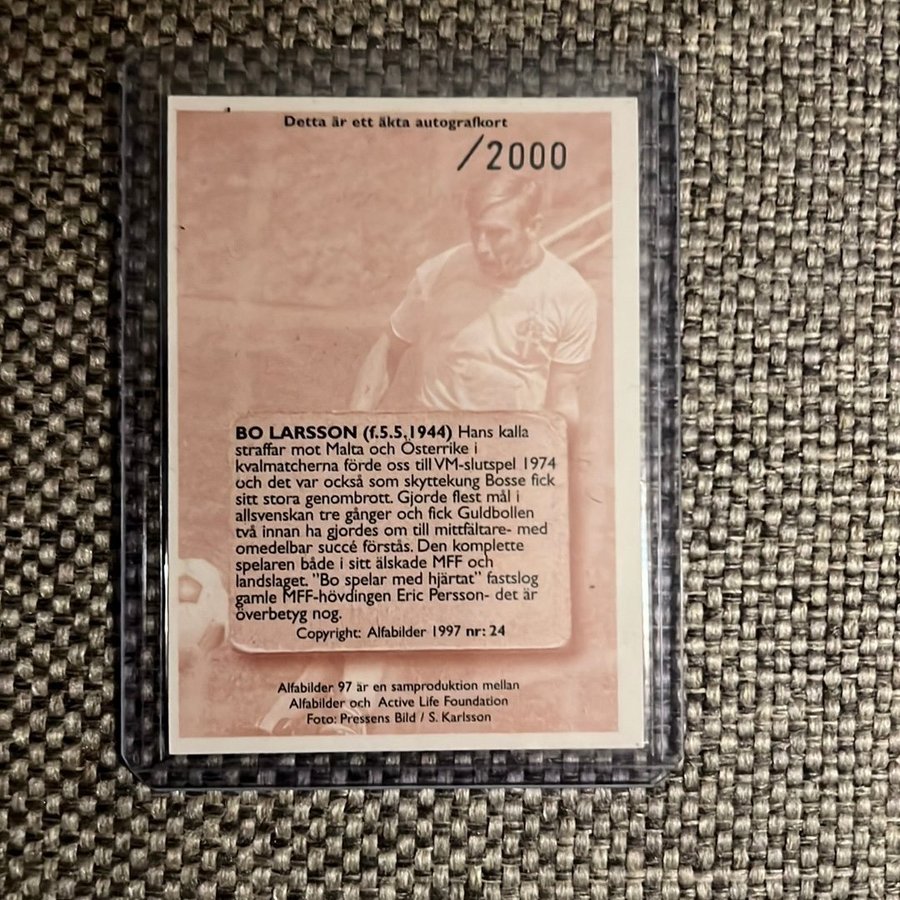 Detta är ett äkta autografkort
/2000
BO LARSSON (f.5.5.1944) Hans kalla
straffar mot Malta och Österrike i
kvalmatcherna förde oss till VM-slutspel 1974
och det var också som skyttekung Bosse fick
sitt stora genombrott. Gjorde flest mål i
allsvenskan tre gånger och fick Guldbollen
två innan ha gjordes om till mittfältare- med
omedelbar succé förstås. Den komplette
spelaren både i sitt älskade MFF och
landslaget. "Bo spelar med hjärtat" fastslog
gamle MFF-hövdingen Eric Persson- det är
överbetyg nog.
Copyright: Alfabilder 1997 nr: 24
Alfabilder 97 är en samproduktion mellan
Alfabilder och Active Life Foundation
Foto: Pressens Bild / S. Karlsson